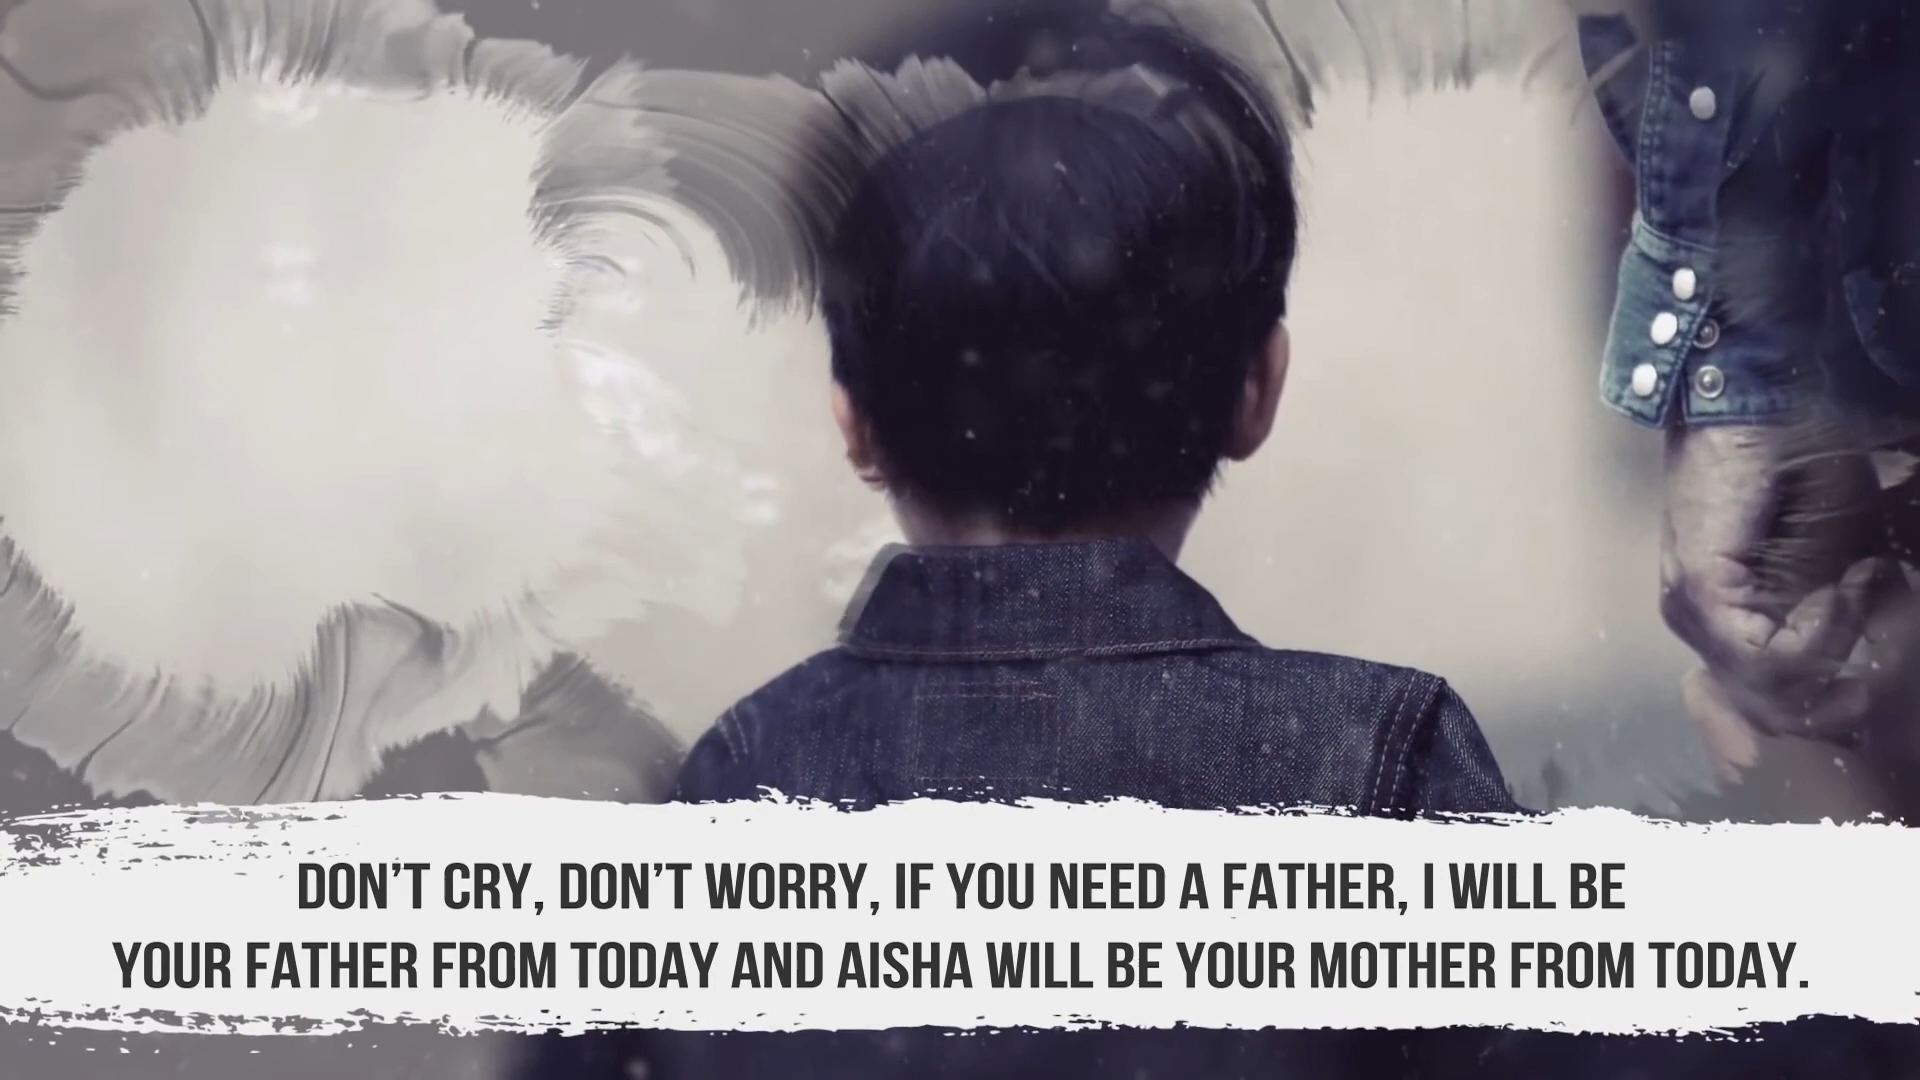 DON'T CRY, DON'T WORRY, IF YOU NEED A FATHER, I WILL BE
YOUR FATHER FROM TODAY AND AISHA WILL BE YOUR MOTHER FROM TODAY.